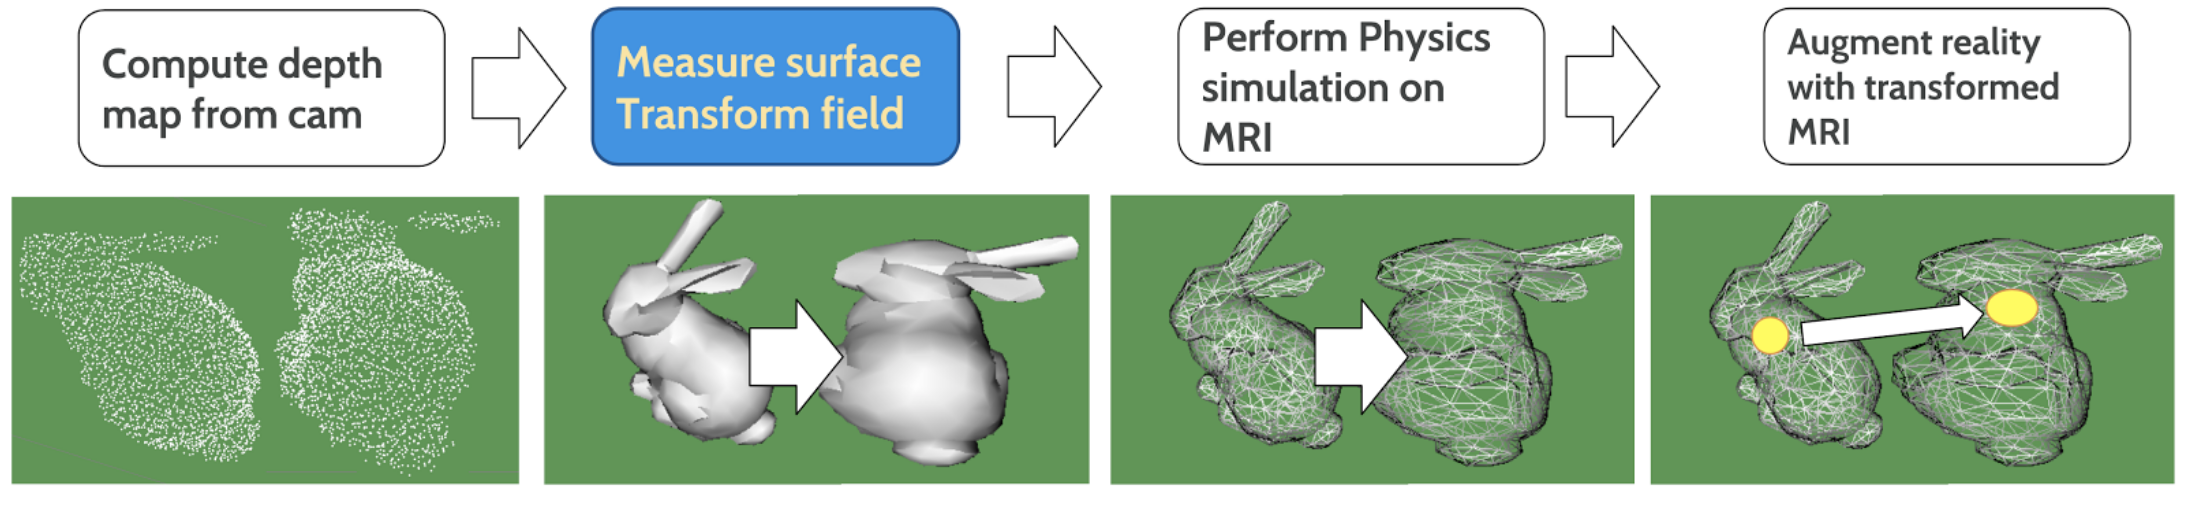 Compute depth
map from cam
Measure surface
Transform field
Perform Physics
simulation on
MRI
Augment reality
with transformed
MRI